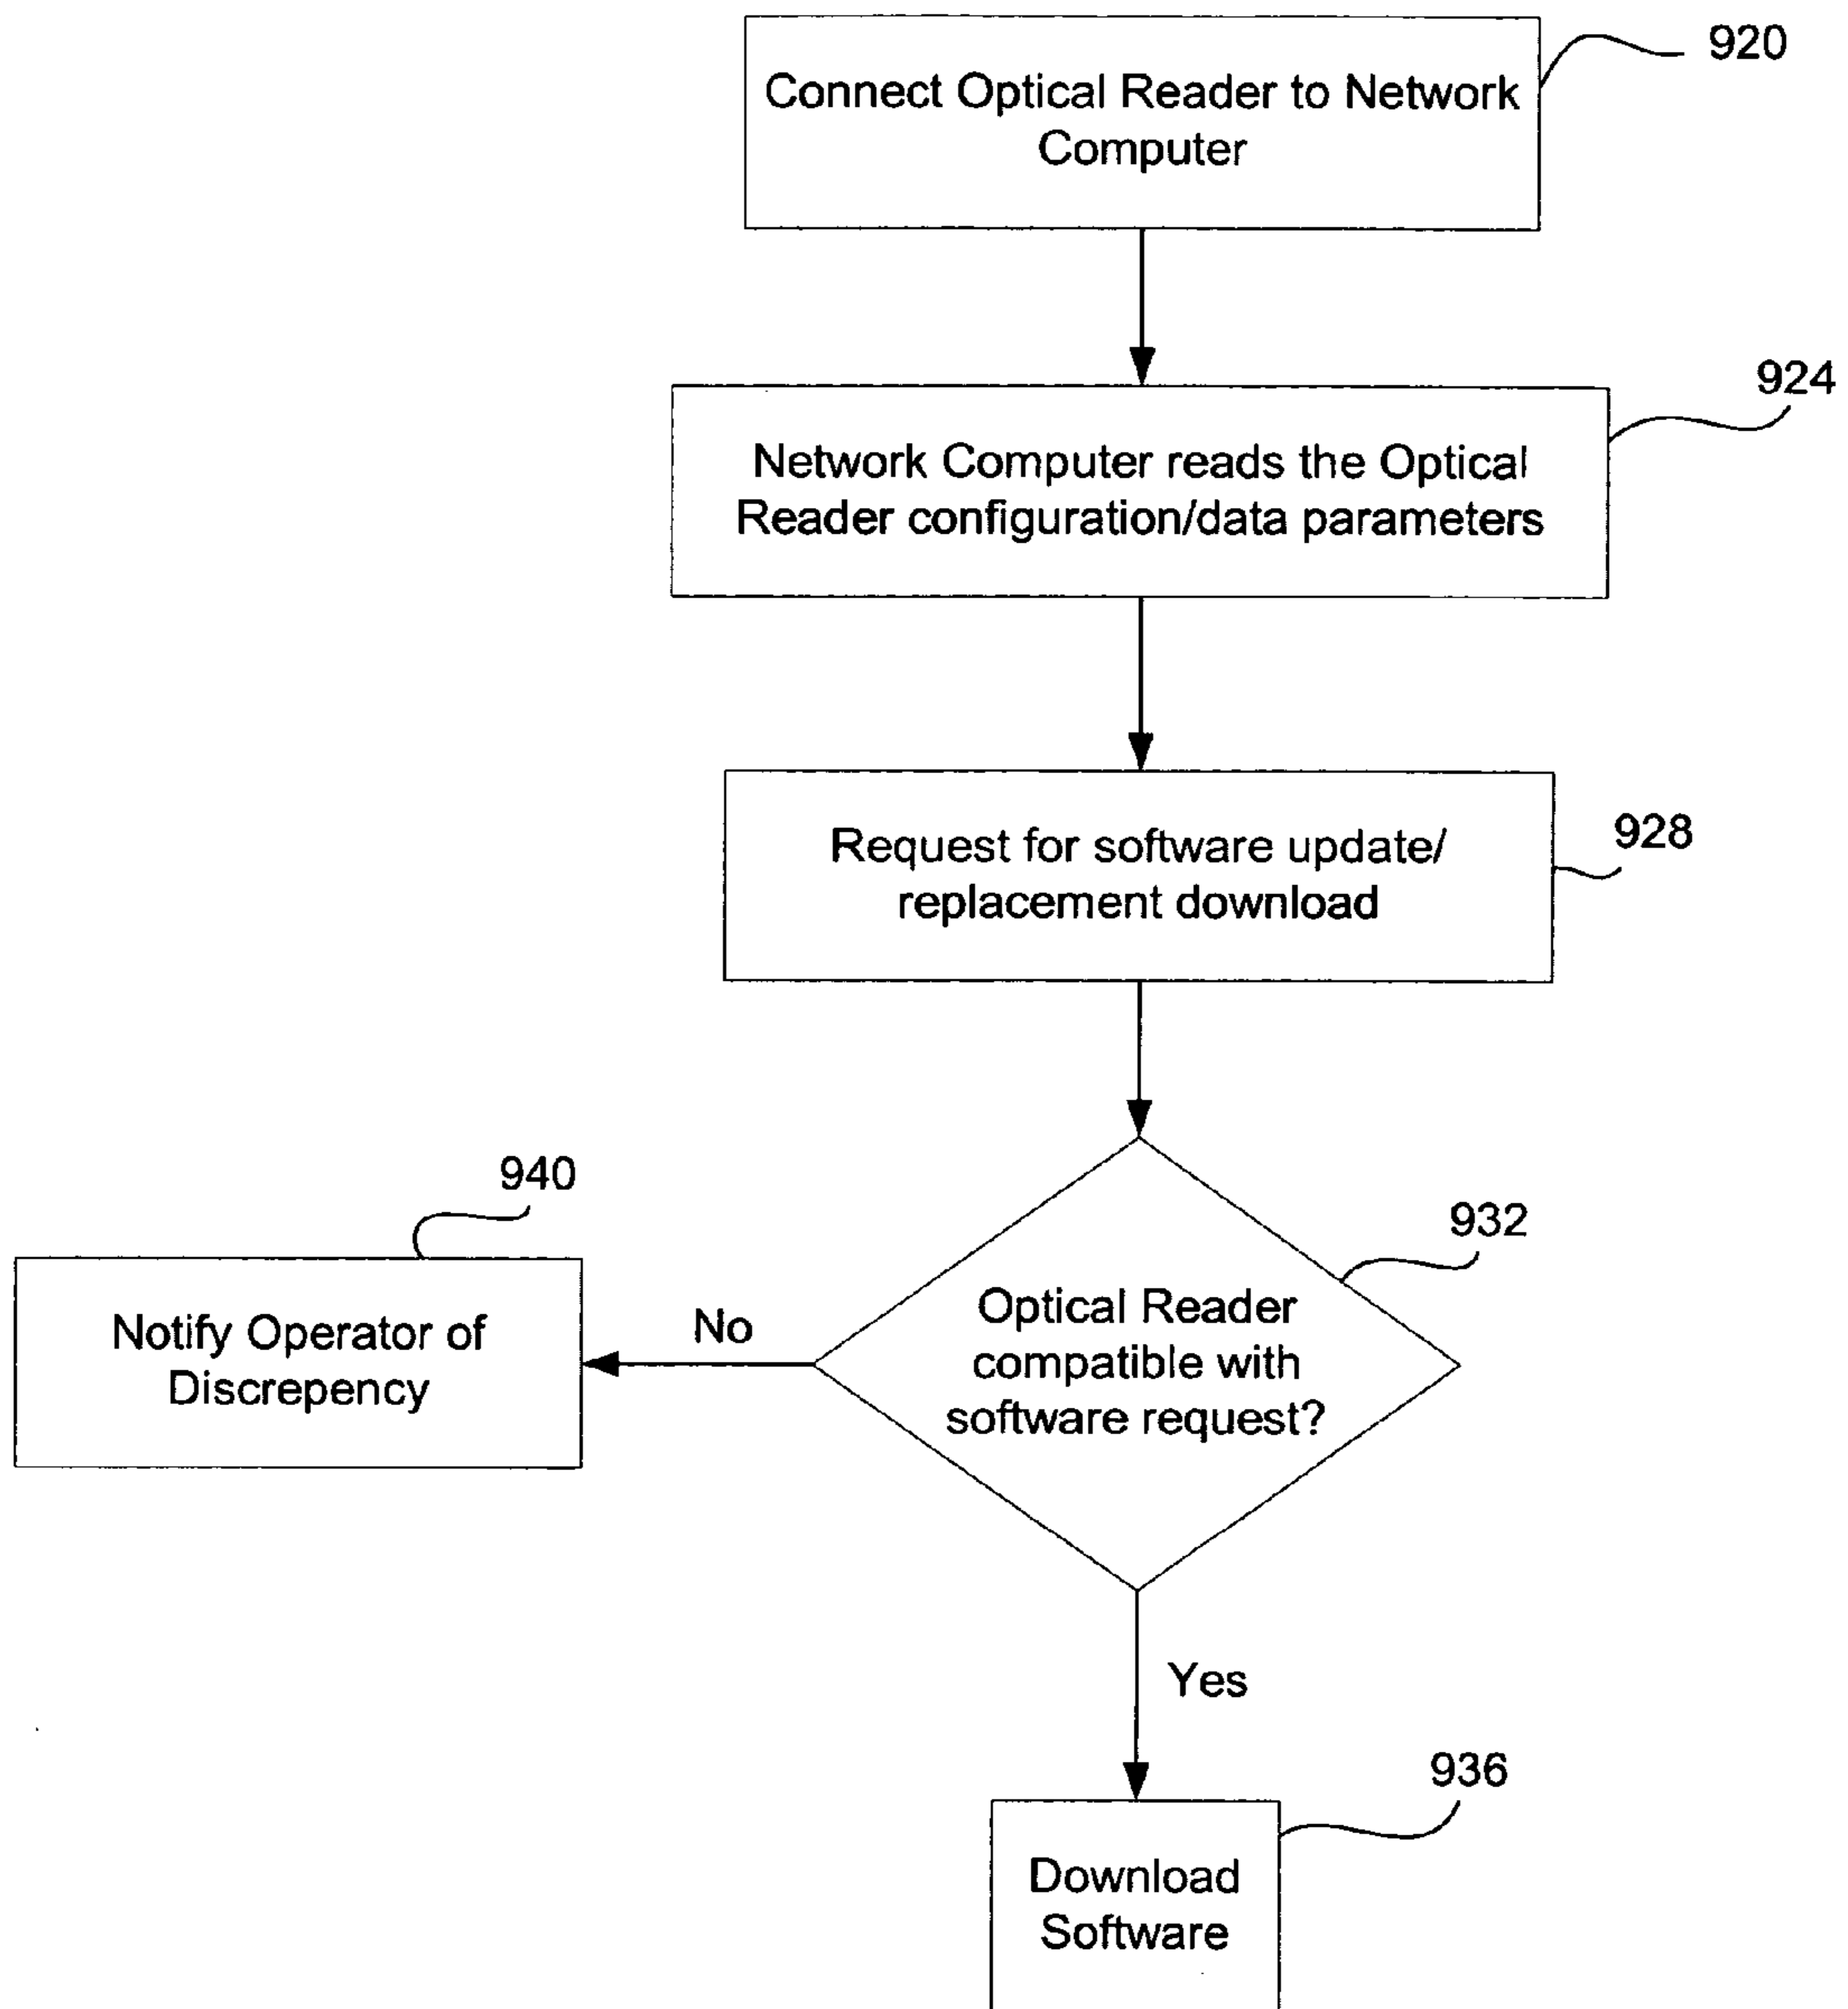 920
Connect Optical Reader to Network
Computer
924
Network Computer reads the Optical
Reader configuration/data parameters
928
Request for software update/
replacement download
940
932
Notify Operator of
Discrepency
No
Optical Reader
compatible with
software request?
Yes
936
Download
Software